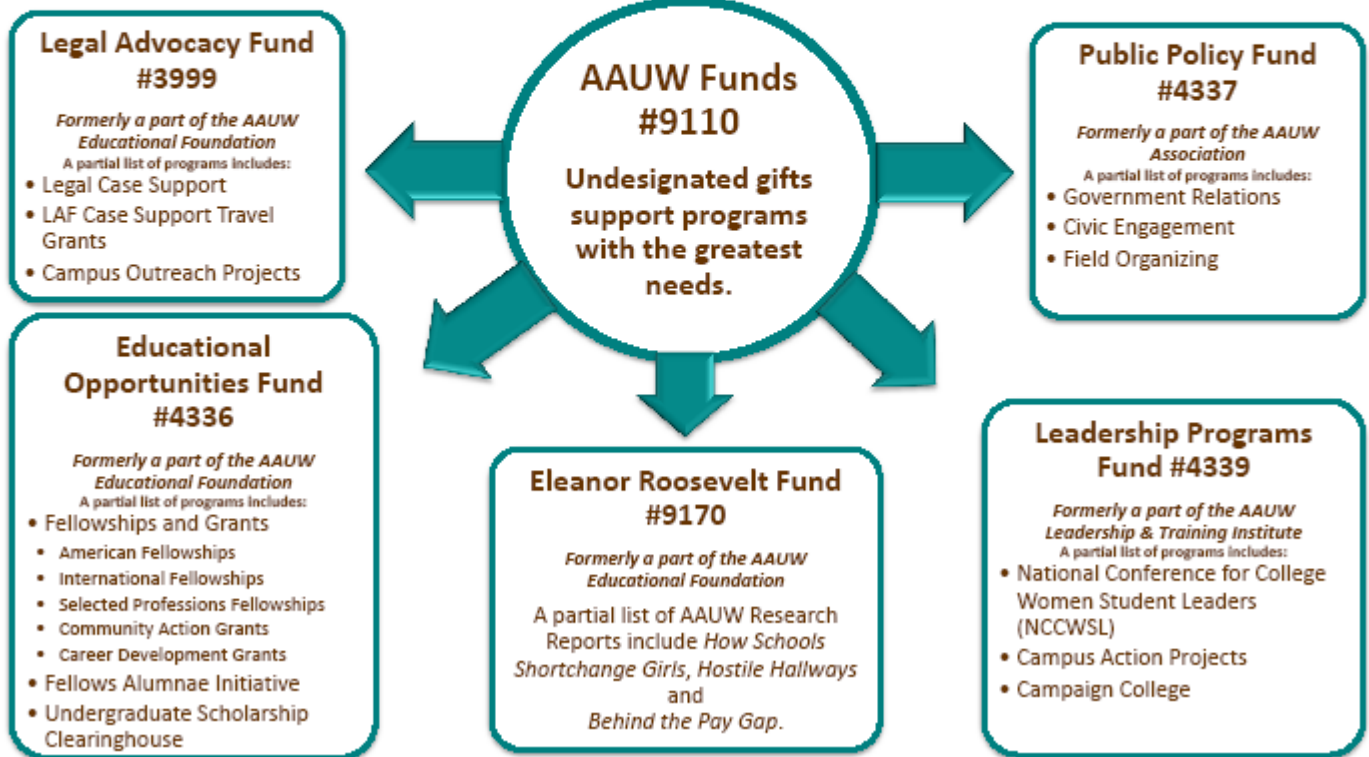 Legal Advocacy Fund
#3999
Formerly a part of the AAUW
Educational Foundation
A partial list of programs includes:
• Legal Case Support
• LAF Case Support Travel
Grants
• Campus Outreach Projects
AAUW Funds
#9110
Undesignated gifts
support programs
with the greatest
needs.
Public Policy Fund
#4337
Formerly a part of the AAUW
Association
A partial list of programs includes:
• Government Relations
• Civic Engagement
• Field Organizing
Educational
Opportunities Fund
#4336
Formerly a part of the AAUW
Educational Foundation
A partial list of programs includes:
• Fellowships and Grants
• American Fellowships
• International Fellowships
• Selected Professions Fellowships
• Community Action Grants
• Career Development Grants
• Fellows Alumnae Initiative
• Undergraduate Scholarship
Clearinghouse
Eleanor Roosevelt Fund
#9170
Formerly a part of the AAUW
Educational Foundation
A partial list of AAUW Research
Reports include How Schools
Shortchange Girls, Hostile Hallways
and
Behind the Pay Gap.
Leadership Programs
Fund #4339
Formerly a part of the AAUW
Leadership & Training Institute
A partial list of programs includes:
• National Conference for College
Women Student Leaders
(NCCWSL)
• Campus Action Projects
• Campaign College